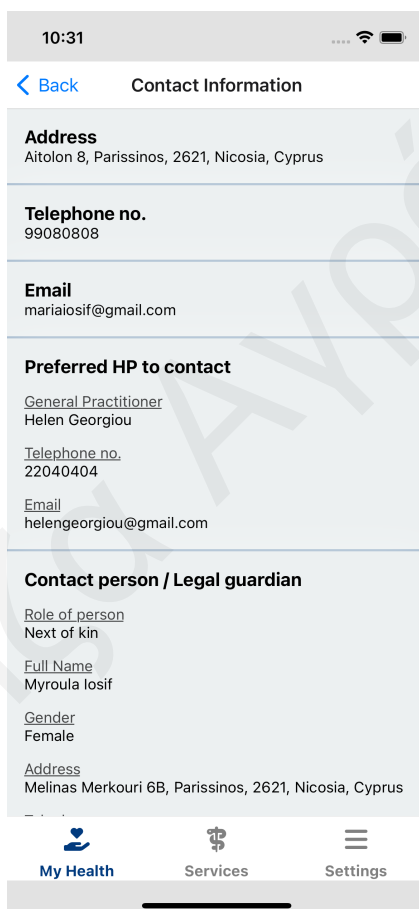 10:31
Back
Contact Information
Address
Aitolon 8, Parissinos, 2621, Nicosia, Cyprus
Telephone no.
99080808
Email
mariaiosif@gmail.com
Preferred HP to contact
General Practitioner
Helen Georgiou
Telephone no.
22040404
Email
helengeorgiou@gmail.com
Contact person / Legal guardian
Role of person
Next of kin
Full Name
Myroula Iosif
Gender
Female
Address
Melinas Merkouri 6B, Parissinos, 2621, Nicosia, Cyprus
My Health
Services
Settings